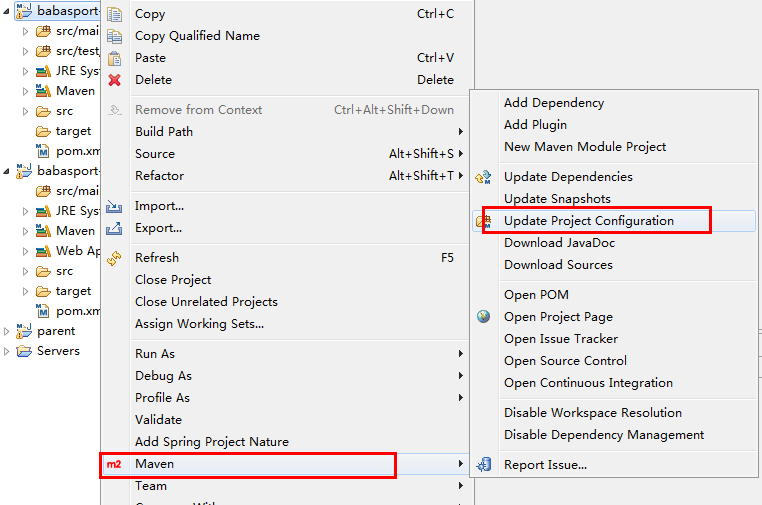 babasport-
src/mai
src/test
JRE Sys
Maven
src
target
pom.xm
babasport-
src/mai
JRE Sys
Maven
Web Ap
src
target
pom.xm
parent
Servers
Copy Ctrl+C
Copy Qualified Name
Paste Ctrl+V
Delete Delete
Remove from Context Ctrl+Alt+Shift+Down
Build Path
Source Alt+Shift+S
Refactor Alt+Shift+T
Import...
Export...
Refresh F5
Close Project
Close Unrelated Projects
Assign Working Sets...
Run As
Debug As
Profile As
Validate
Add Spring Project Nature
m2 Maven
Team
Add Dependency
Add Plugin
New Maven Module Project
Update Dependencies
Update Snapshots
Update Project Configuration
Download JavaDoc
Download Sources
Open POM
Open Project Page
Open Issue Tracker
Open Source Control
Open Continuous Integration
Disable Workspace Resolution
Disable Dependency Management
Report Issue...